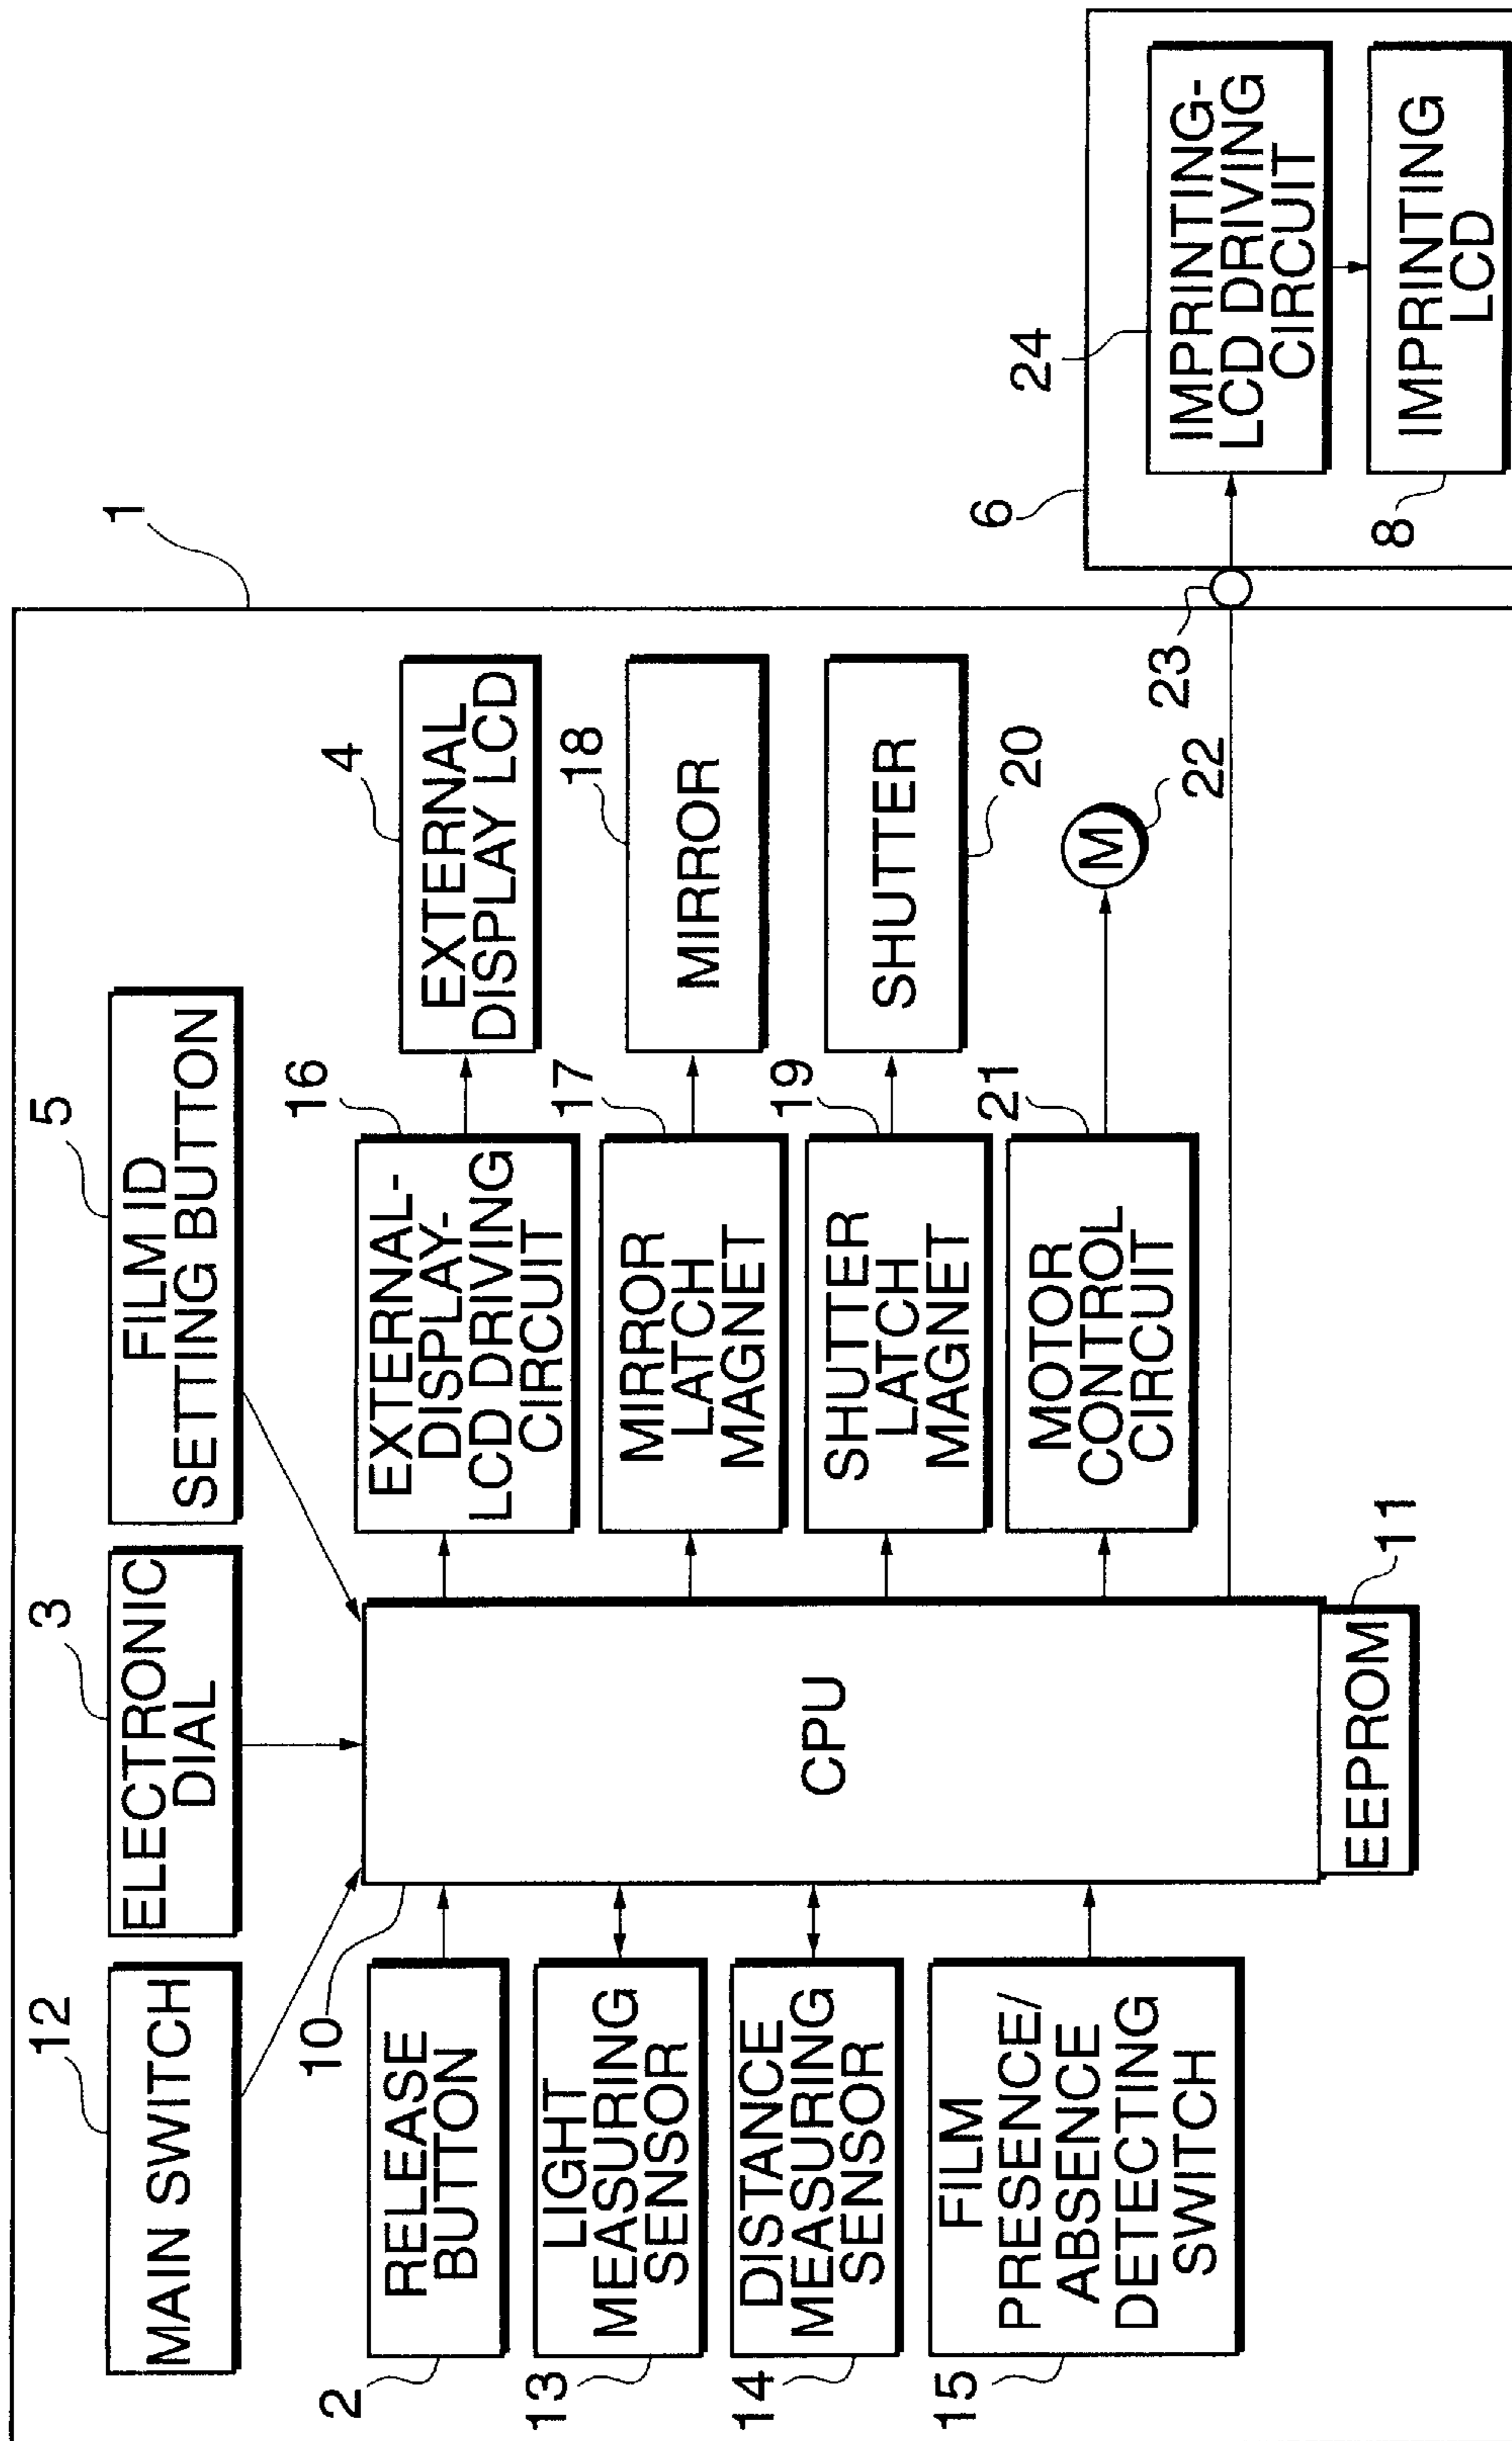 1
12
3
5
MAIN SWITCH
ELECTRONIC
DIAL
FILM ID
SETTING BUTTON
10
2
RELEASE
BUTTON
13
LIGHT
MEASURING
SENSOR
14
DISTANCE
MEASURING
SENSOR
15
FILM
PRESENCE/
ABSENCE
DETECTING
SWITCH
CPU
EEPROM
11
16
EXTERNAL-
DISPLAY-
LCD DRIVING
CIRCUIT
4
EXTERNAL
DISPLAY LCD
17
MIRROR
LATCH
MAGNET
18
MIRROR
19
SHUTTER
LATCH
MAGNET
SHUTTER
20
21
MOTOR
CONTROL
CIRCUIT
M
22
23
6
24
IMPRINTING-
LCD DRIVING
CIRCUIT
8
IMPRINTING
LCD